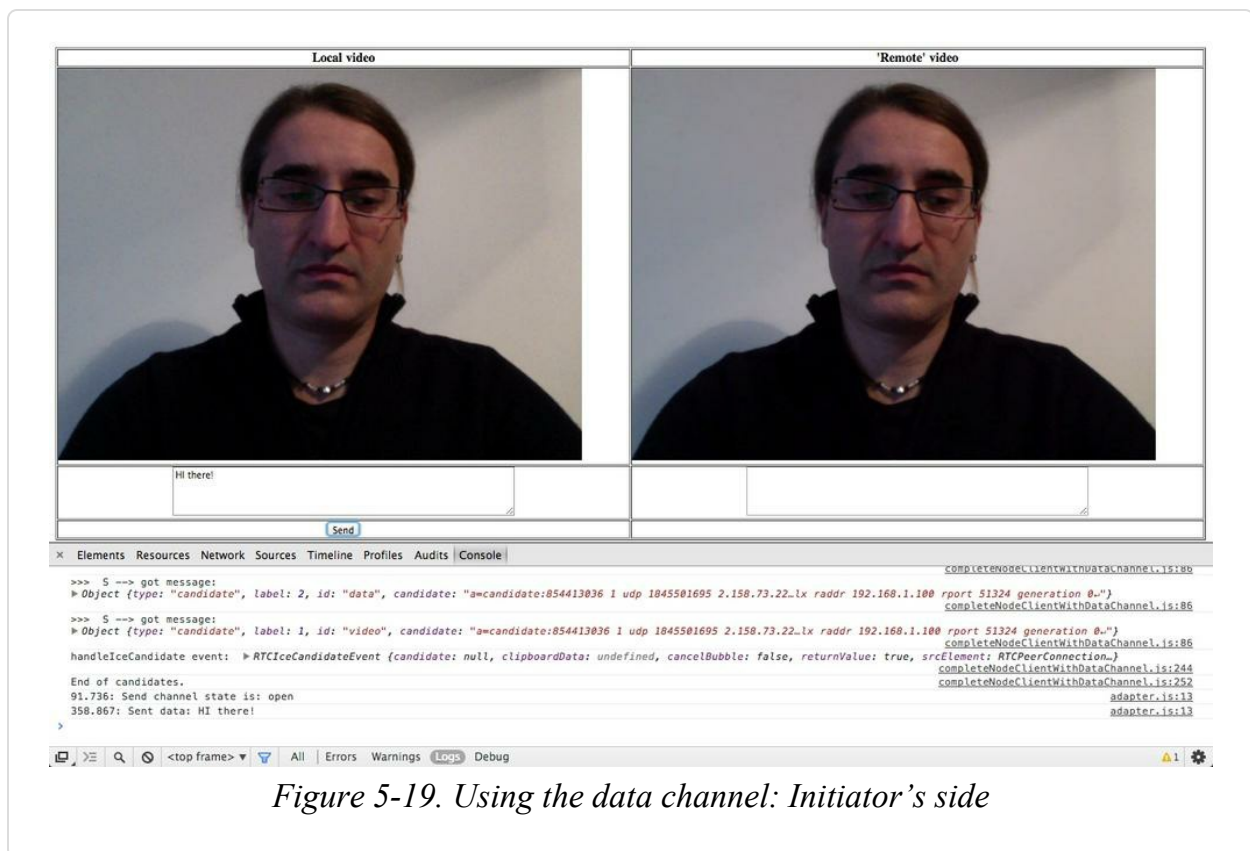 Local video
'Remote' video
HI there!
Send
× Elements Resources Network Sources Timeline Profiles Audits Console
completeNodeClientWithDataChannel.js:86
>>> S --> got message:
▶ Object {type: "candidate", label: 2, id: "data", candidate: "a=candidate:854413036 1 udp 1845501695 2.158.73.22…lx raddr 192.168.1.100 rport 51324 generation 0↵"}
completeNodeClientWithDataChannel.js:86
>>> S --> got message:
▶ Object {type: "candidate", label: 1, id: "video", candidate: "a=candidate:854413036 1 udp 1845501695 2.158.73.22…lx raddr 192.168.1.100 rport 51324 generation 0↵"}
completeNodeClientWithDataChannel.js:86
handleIceCandidate event: ▶ RTCIceCandidateEvent {candidate: null, clipboardData: undefined, cancelBubble: false, returnValue: true, srcElement: RTCPeerConnection…}
completeNodeClientWithDataChannel.js:244
End of candidates. completeNodeClientWithDataChannel.js:252
91.736: Send channel state is: open adapter.js:13
358.867: Sent data: HI there! adapter.js:13
>
<top frame> ▼ All | Errors Warnings Logs Debug 1
Figure 5-19. Using the data channel: Initiator’s side